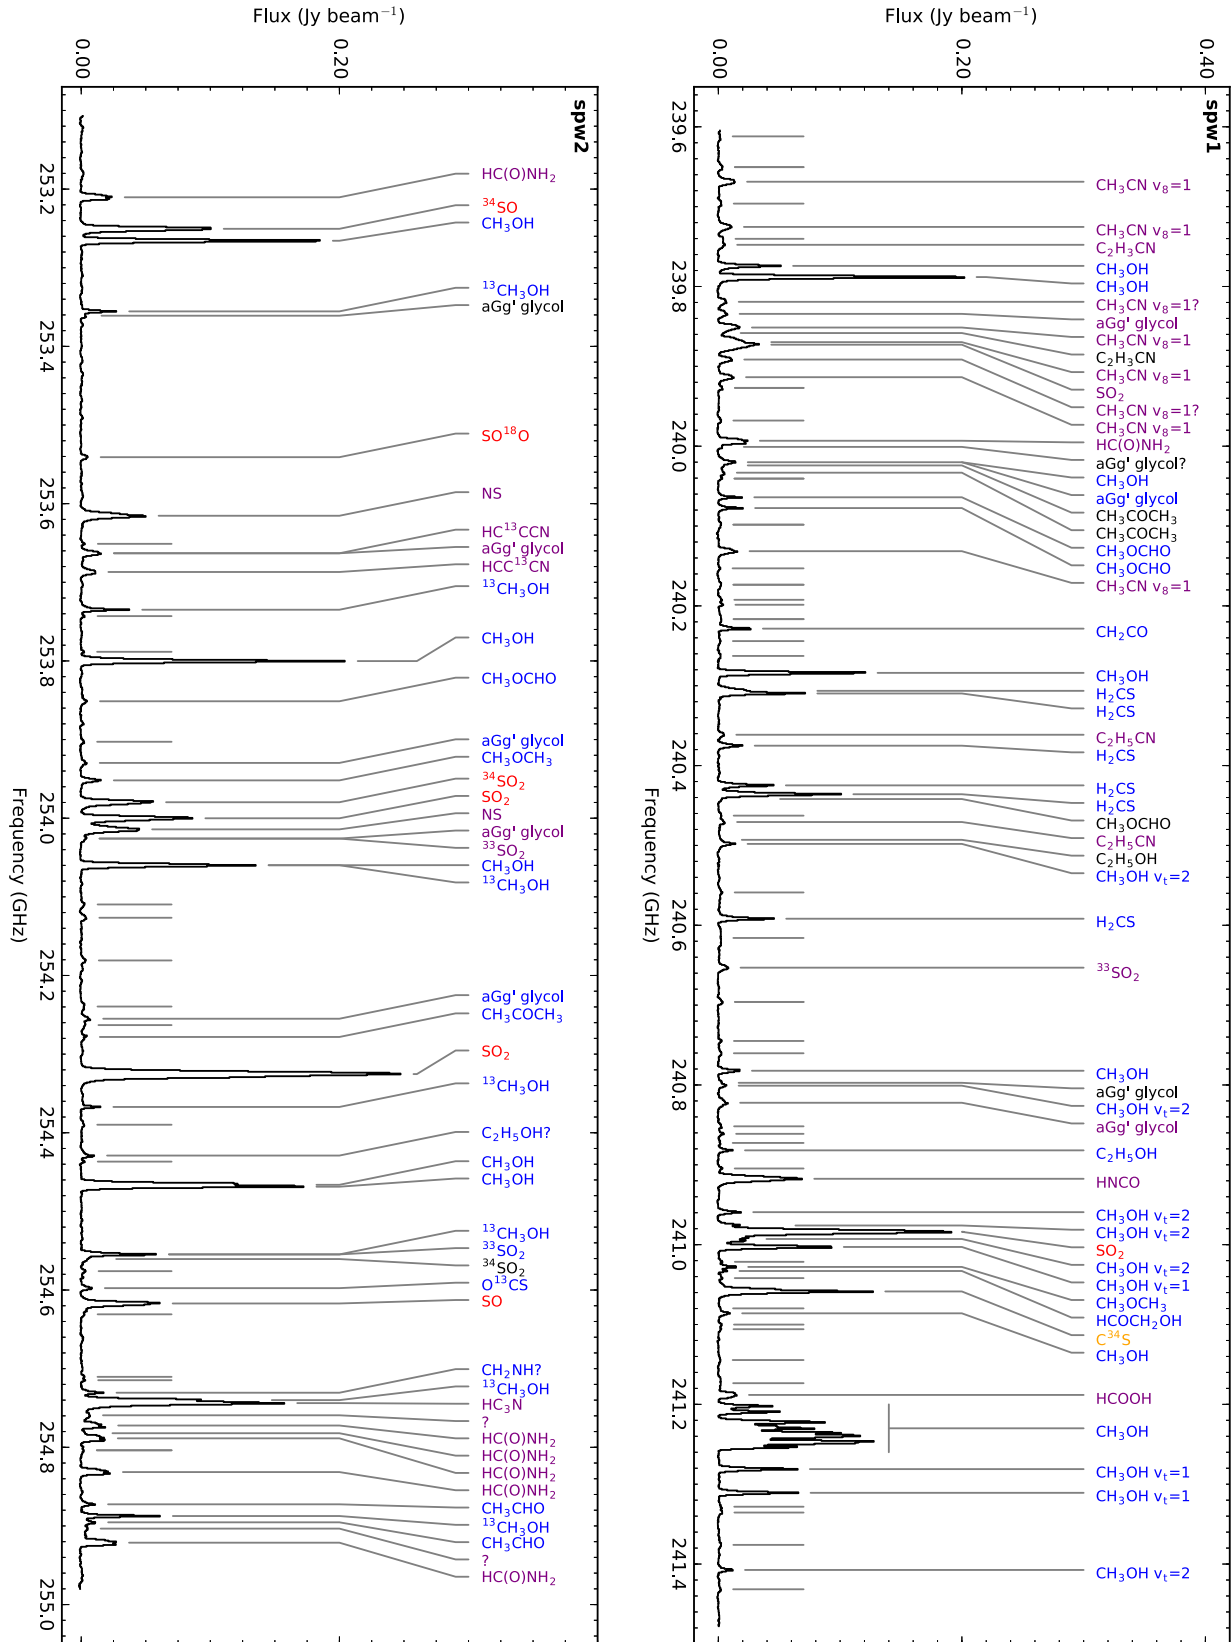 Flux (Jy beam⁻¹)
0.00
0.20
0.40
spw1
239.6
239.8
240.0
240.2
240.4
240.6
240.8
241.0
241.2
241.4
Frequency (GHz)
CH₃CN v₈=1
CH₃CN v₈=1
C₂H₃CN
CH₃OH
CH₃OH
CH₃CN v₈=1?
aGg' glycol
CH₃CN v₈=1
C₂H₃CN
CH₃CN v₈=1
SO₂
CH₃CN v₈=1?
CH₃CN v₈=1
HC(O)NH₂
aGg' glycol?
CH₃OH
aGg' glycol
CH₃COCH₃
CH₃COCH₃
CH₃OCHO
CH₃OCHO
CH₃CN v₈=1
CH₂CO
CH₃OH
H₂CS
H₂CS
C₂H₅CN
H₂CS
H₂CS
H₂CS
CH₃OCHO
C₂H₅CN
C₂H₅OH
CH₃OH vₜ=2
H₂CS
³³SO₂
CH₃OH
aGg' glycol
CH₃OH vₜ=2
aGg' glycol
C₂H₅OH
HNCO
CH₃OH vₜ=2
CH₃OH vₜ=2
SO₂
CH₃OH vₜ=2
CH₃OH vₜ=1
CH₃OCH₃
HCOCH₂OH
C³⁴S
CH₃OH
HCOOH
CH₃OH
CH₃OH vₜ=1
CH₃OH vₜ=1
CH₃OH vₜ=2
Flux (Jy beam⁻¹)
0.00
0.20
spw2
253.2
253.4
253.6
253.8
254.0
254.2
254.4
254.6
254.8
255.0
Frequency (GHz)
HC(O)NH₂
³⁴SO
CH₃OH
¹³CH₃OH
aGg' glycol
SO¹⁸O
NS
HC¹³CCN
aGg' glycol
HCC¹³CN
¹³CH₃OH
CH₃OH
CH₃OCHO
aGg' glycol
CH₃OCH₃
³⁴SO₂
SO₂
NS
aGg' glycol
³³SO₂
CH₃OH
¹³CH₃OH
aGg' glycol
CH₃COCH₃
SO₂
¹³CH₃OH
C₂H₅OH?
CH₃OH
CH₃OH
¹³CH₃OH
³³SO₂
³⁴SO₂
O¹³CS
SO
CH₂NH?
¹³CH₃OH
HC₃N
?
HC(O)NH₂
HC(O)NH₂
HC(O)NH₂
HC(O)NH₂
CH₃CHO
¹³CH₃OH
CH₃CHO
?
HC(O)NH₂